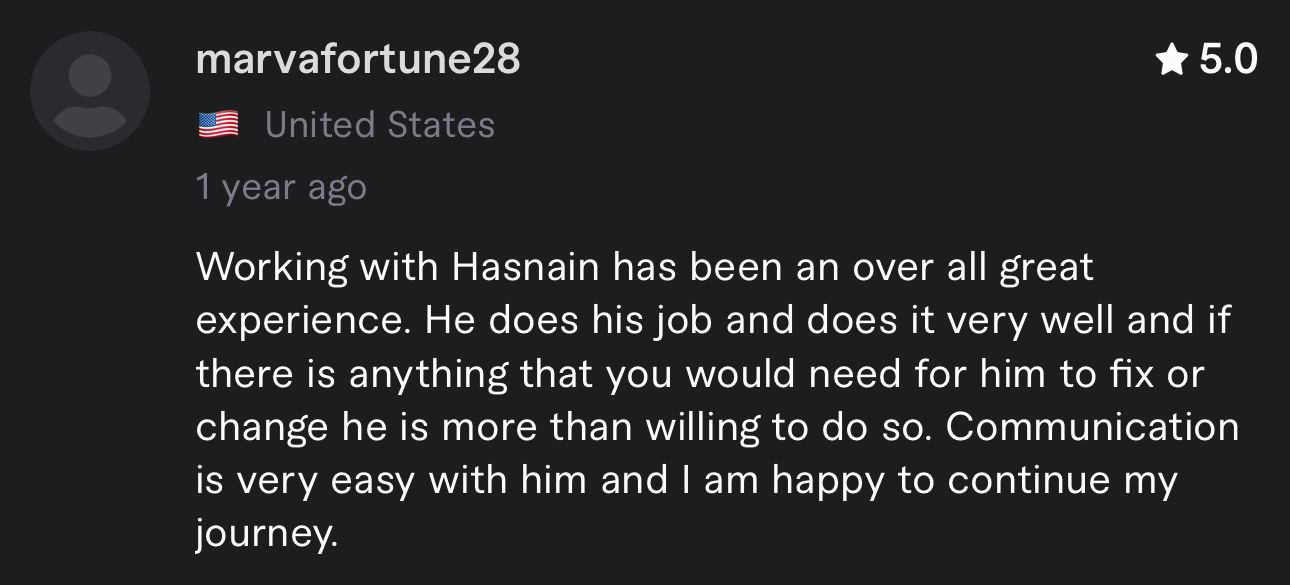 marvafortune28
5.0
United States
1 year ago
Working with Hasnain has been an over all great
experience. He does his job and does it very well and if
there is anything that you would need for him to fix or
change he is more than willing to do so. Communication
is very easy with him and I am happy to continue my
journey.